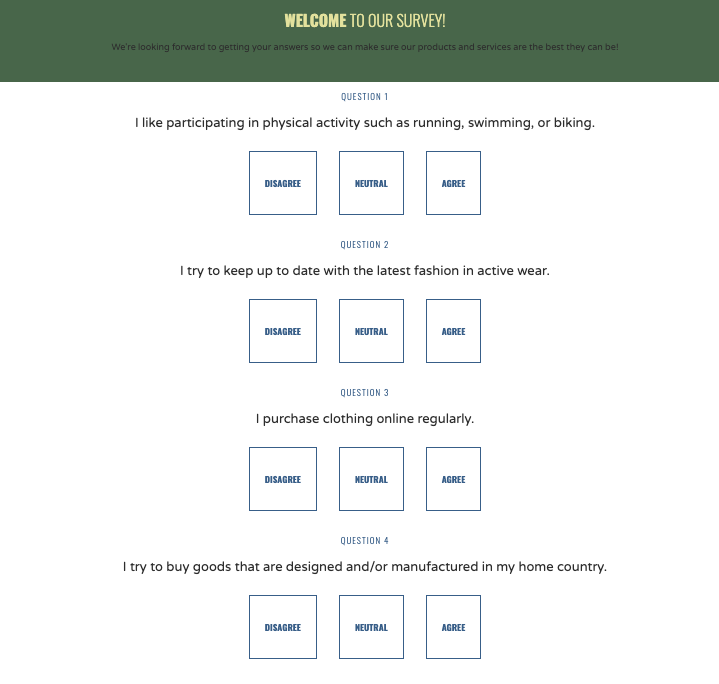 WELCOME TO OUR SURVEY!
We're looking forward to getting your answers so we can make sure our products and services are the best they can be!
QUESTION 1
I like participating in physical activity such as running, swimming, or biking.
DISAGREE NEUTRAL AGREE
QUESTION 2
I try to keep up to date with the latest fashion in active wear.
DISAGREE NEUTRAL AGREE
QUESTION 3
I purchase clothing online regularly.
DISAGREE NEUTRAL AGREE
QUESTION 4
I try to buy goods that are designed and/or manufactured in my home country.
DISAGREE NEUTRAL AGREE